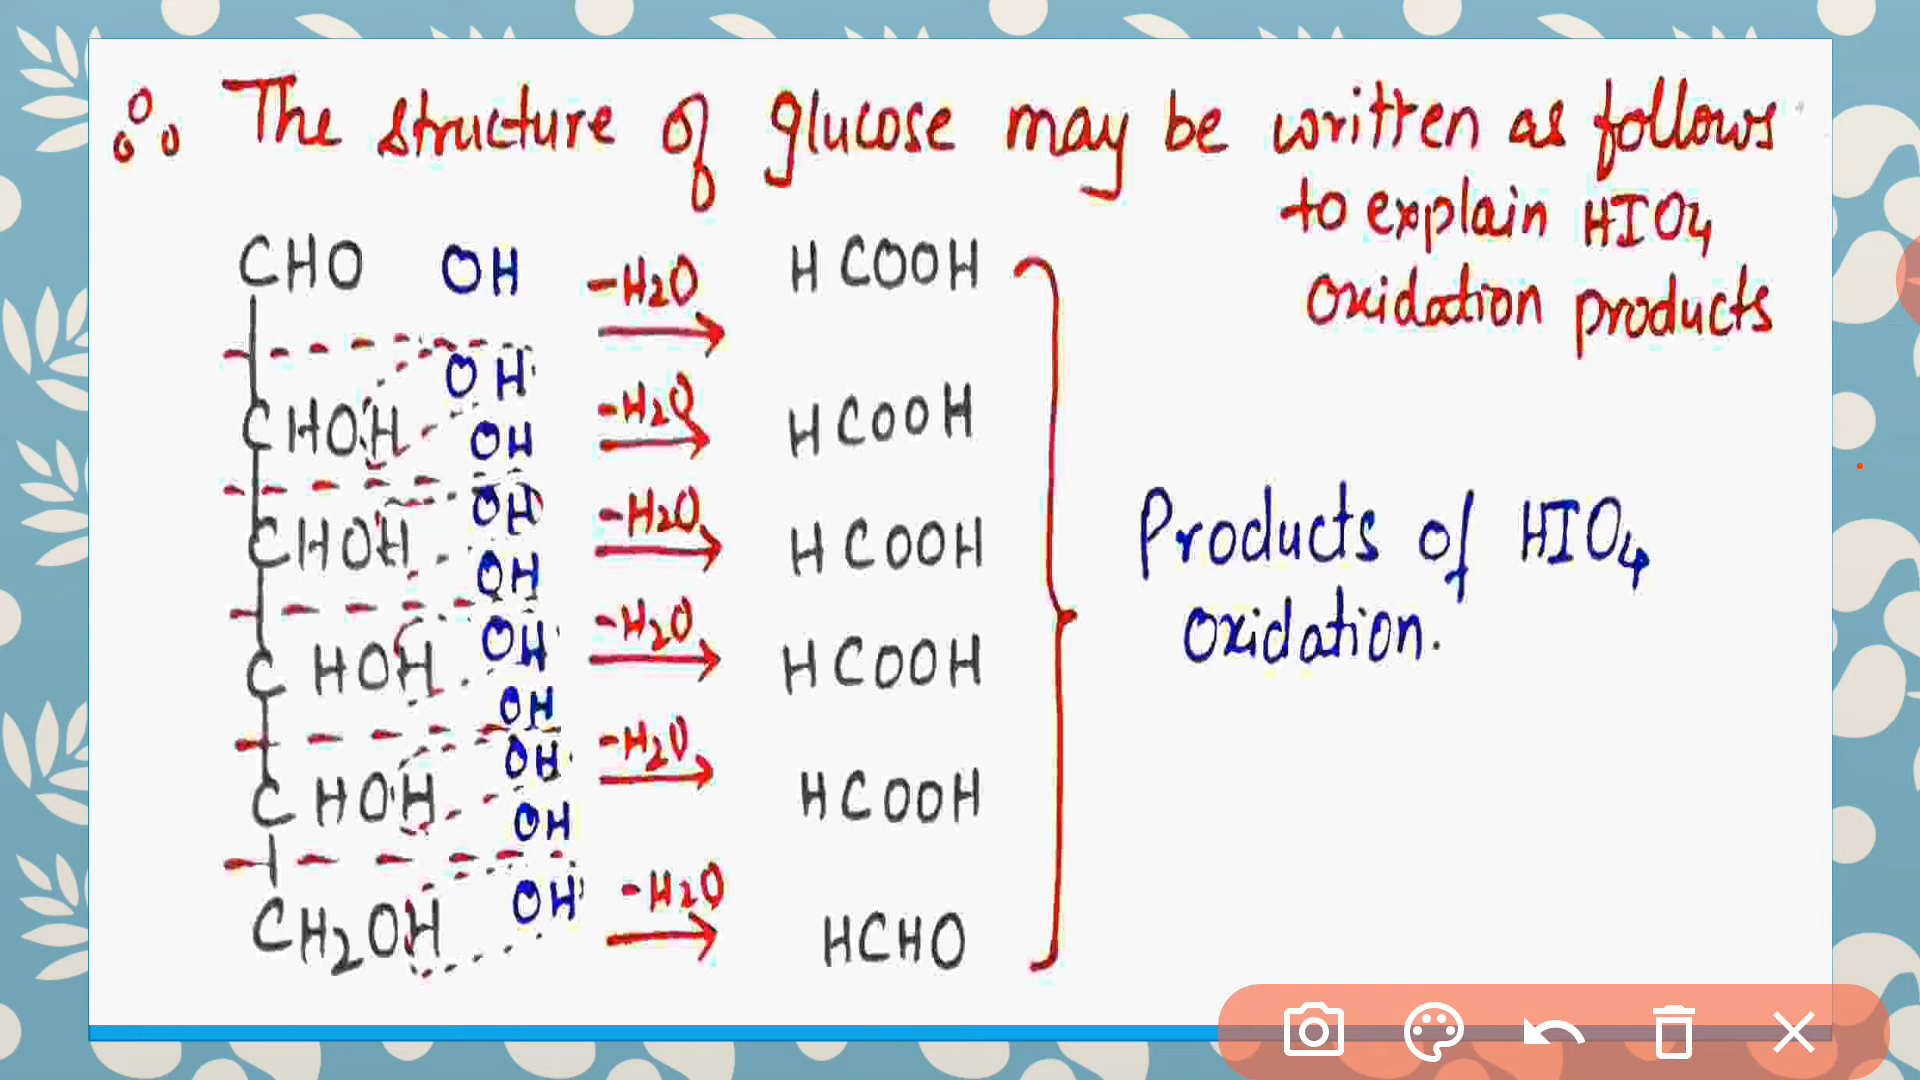 ∴ The structure of glucose may be written as follows
to explain HIO4
oxidation products
CHO OH -H2O HCOOH
OH
CHOH OH -H2O HCOOH
OH
CHOH -H2O HCOOH
OH
OH
CHOH -H2O HCOOH
OH
OH
CHOH -H2O HCOOH
OH
OH
CH2OH -H2O HCHO
Products of HIO4
oxidation.